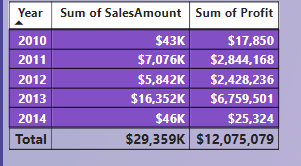 Year Sum of SalesAmount Sum of Profit
2010 $43K $17,850
2011 $7,076K $2,844,168
2012 $5,842K $2,428,236
2013 $16,352K $6,759,501
2014 $46K $25,324
Total $29,359K $12,075,079